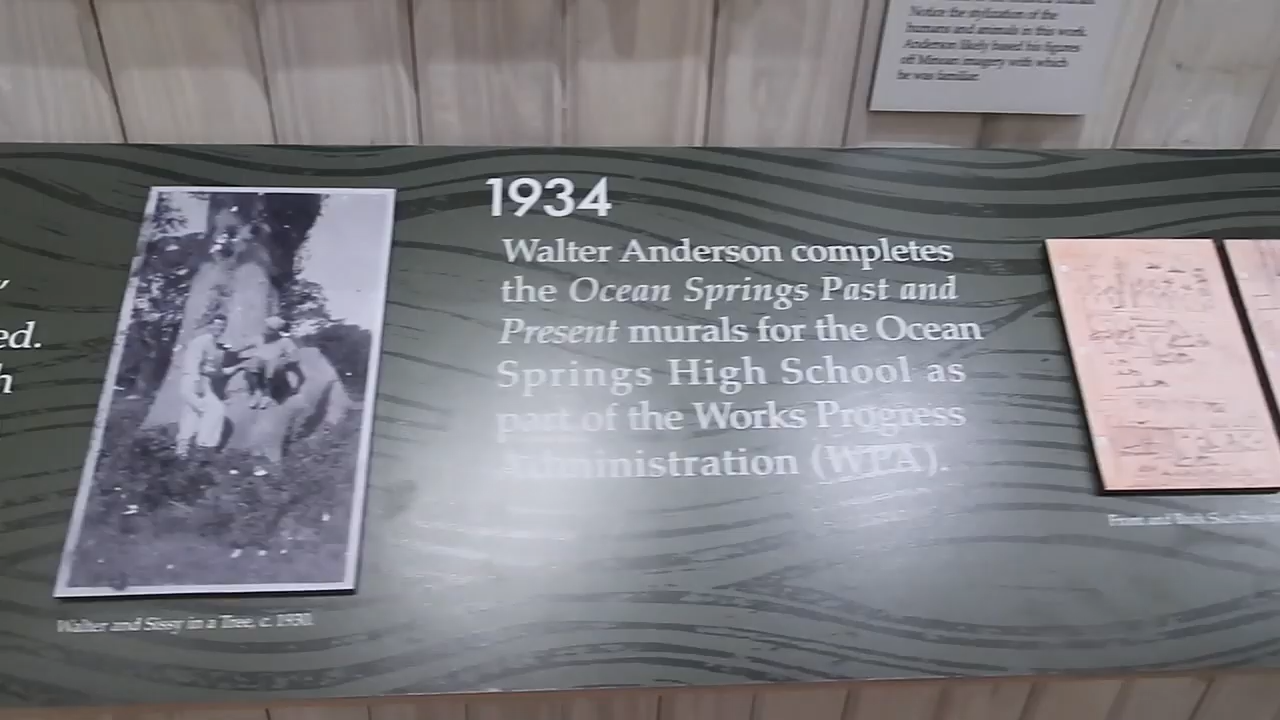 Notice the stylization of the
humans and animals in this work.
Anderson likely based his figures
off Minoan imagery with which
he was familiar.
ed.
1934
Walter Anderson completes
the Ocean Springs Past and
Present murals for the Ocean
Springs High School as
part of the Works Progress
Administration (WPA).
Walter and Sissy in a Tree, c. 1930.